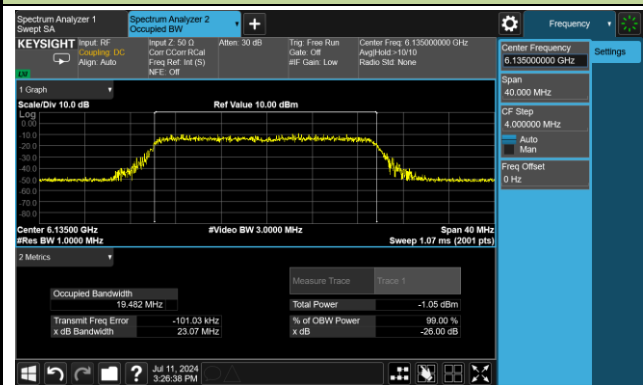 Spectrum Analyzer 1
Swept SA
Spectrum Analyzer 2
Occupied BW
Frequency
KEYSIGHT
Input: RF
Coupling: DC
Align: Auto
Input Z: 50 Ω
Corr CCorr RCal
Freq Ref: Int (S)
NFE: Off
Atten: 30 dB
Trig: Free Run
Gate: Off
#IF Gain: Low
Center Freq: 6.135000000 GHz
Avg|Hold:>10/10
Radio Std: None
Center Frequency
6.135000000 GHz
Settings
Span
40.000 MHz
CF Step
4.000000 MHz
Auto
Man
Freq Offset
0 Hz
1 Graph
Scale/Div 10.0 dB
Ref Value 10.00 dBm
Log
0.00
-10.0
-20.0
-30.0
-40.0
-50.0
-60.0
-70.0
-80.0
Center 6.13500 GHz
#Video BW 3.0000 MHz
Span 40 MHz
#Res BW 1.0000 MHz
Sweep 1.07 ms (2001 pts)
2 Metrics
Measure Trace
Trace 1
Occupied Bandwidth
19.482 MHz
Total Power
-1.05 dBm
Transmit Freq Error
-101.03 kHz
% of OBW Power
99.00 %
x dB Bandwidth
23.07 MHz
x dB
-26.00 dB
Jul 11, 2024
3:26:38 PM